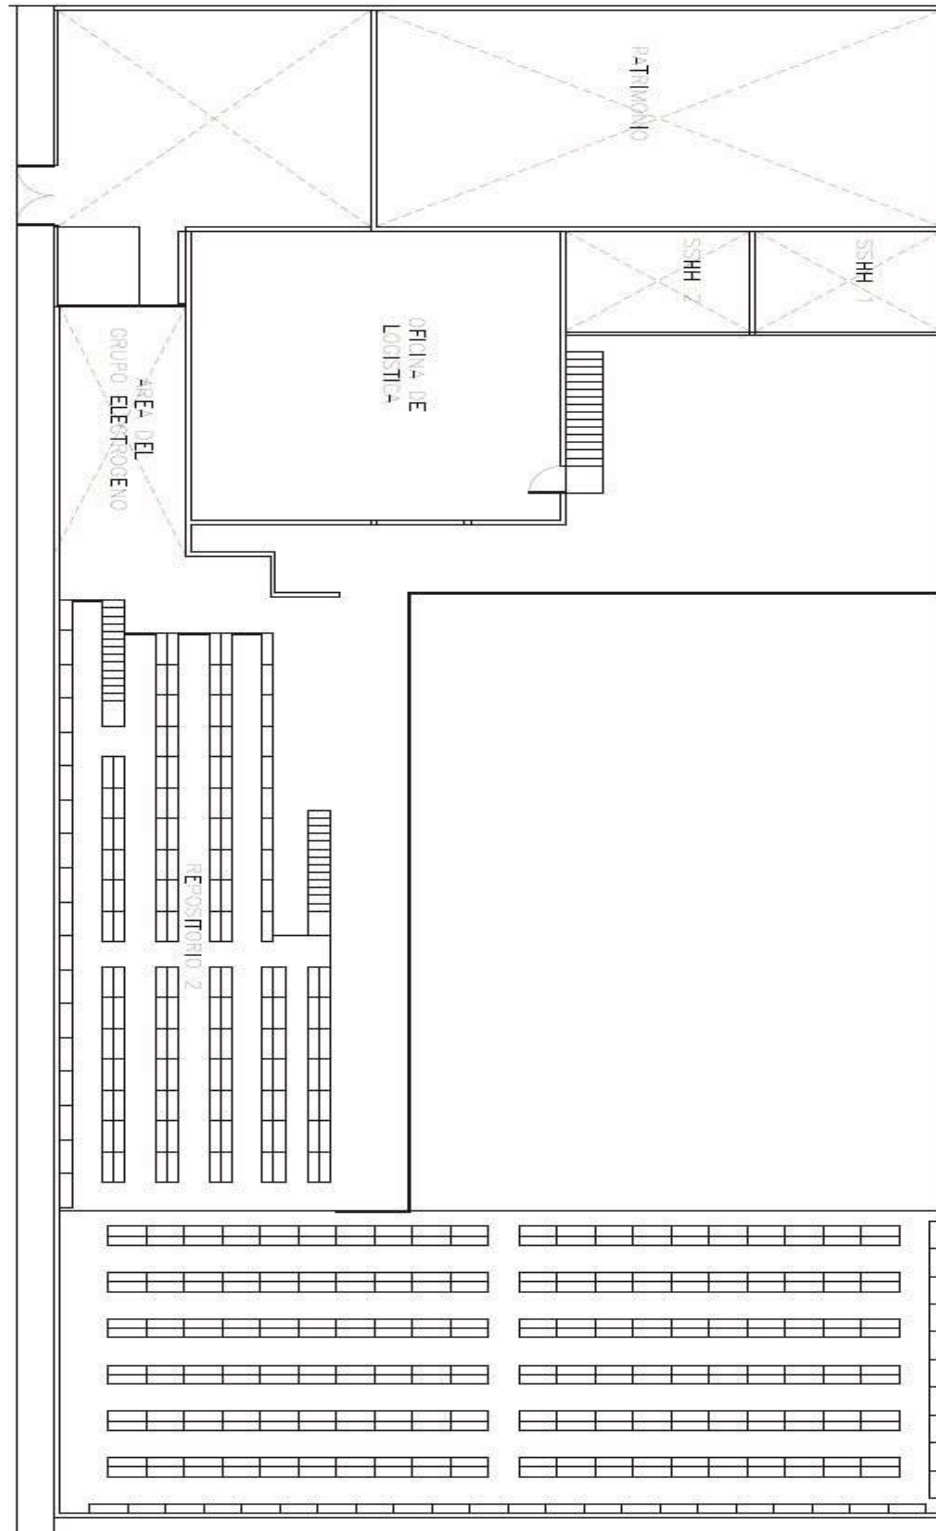 PATRIMONIO
SSHH 2
SSHH 1
OFICINA DE
LOGISTICA
AREA DEL
GRUPO ELECTROGENO
REPOSITORIO 2